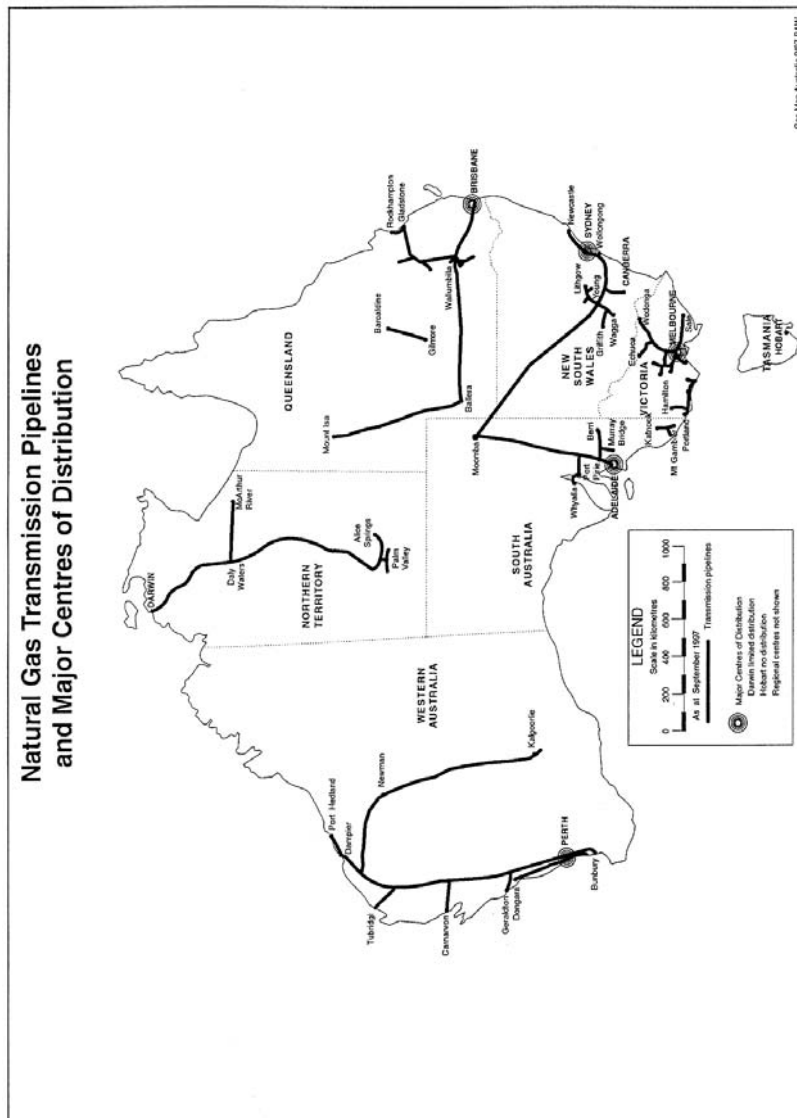 Natural Gas Transmission Pipelines
and Major Centres of Distribution
DARWIN
Daly
Waters
McArthur
River
NORTHERN
TERRITORY
Alice
Springs
Palm
Valley
QUEENSLAND
Mount Isa
Ballera
Barcaldine
Gilmore
Rockhampton
Gladstone
Wallumbilla
BRISBANE
WESTERN
AUSTRALIA
Port Hedland
Dampier
Newman
Tubridgi
Carnarvon
Geraldton
Dongara
PERTH
Bunbury
Kalgoorlie
SOUTH
AUSTRALIA
Moomba
Whyalla
Port
Pirie
Berri
Murray
Bridge
ADELAIDE
Katnook
Mt Gambier
Portland
NEW
SOUTH
WALES
Newcastle
SYDNEY
Wollongong
Lithgow
Young
CANBERRA
Griffith
Wagga
VICTORIA
Wodonga
Echuca
MELBOURNE
Sale
Hamilton
TASMANIA
HOBART
LEGEND
Scale in kilometres
0 200 400 600 800 1000
As at September 1997
Transmission pipelines
Major Centres of Distribution
Darwin limited distribution
Hobart no distribution
Regional centres not shown